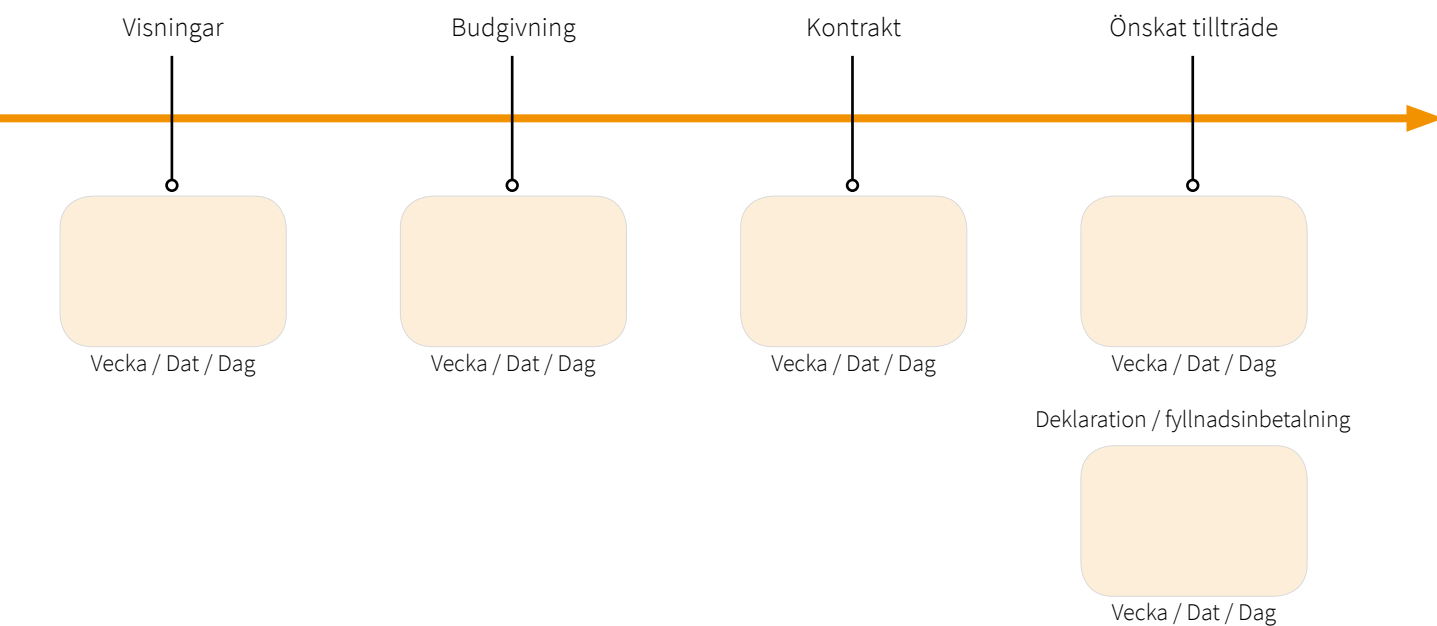 Visningar
Budgivning
Kontrakt
Önskat tillträde
Vecka / Dat / Dag
Vecka / Dat / Dag
Vecka / Dat / Dag
Vecka / Dat / Dag
Deklaration / fyllnadsinbetalning
Vecka / Dat / Dag